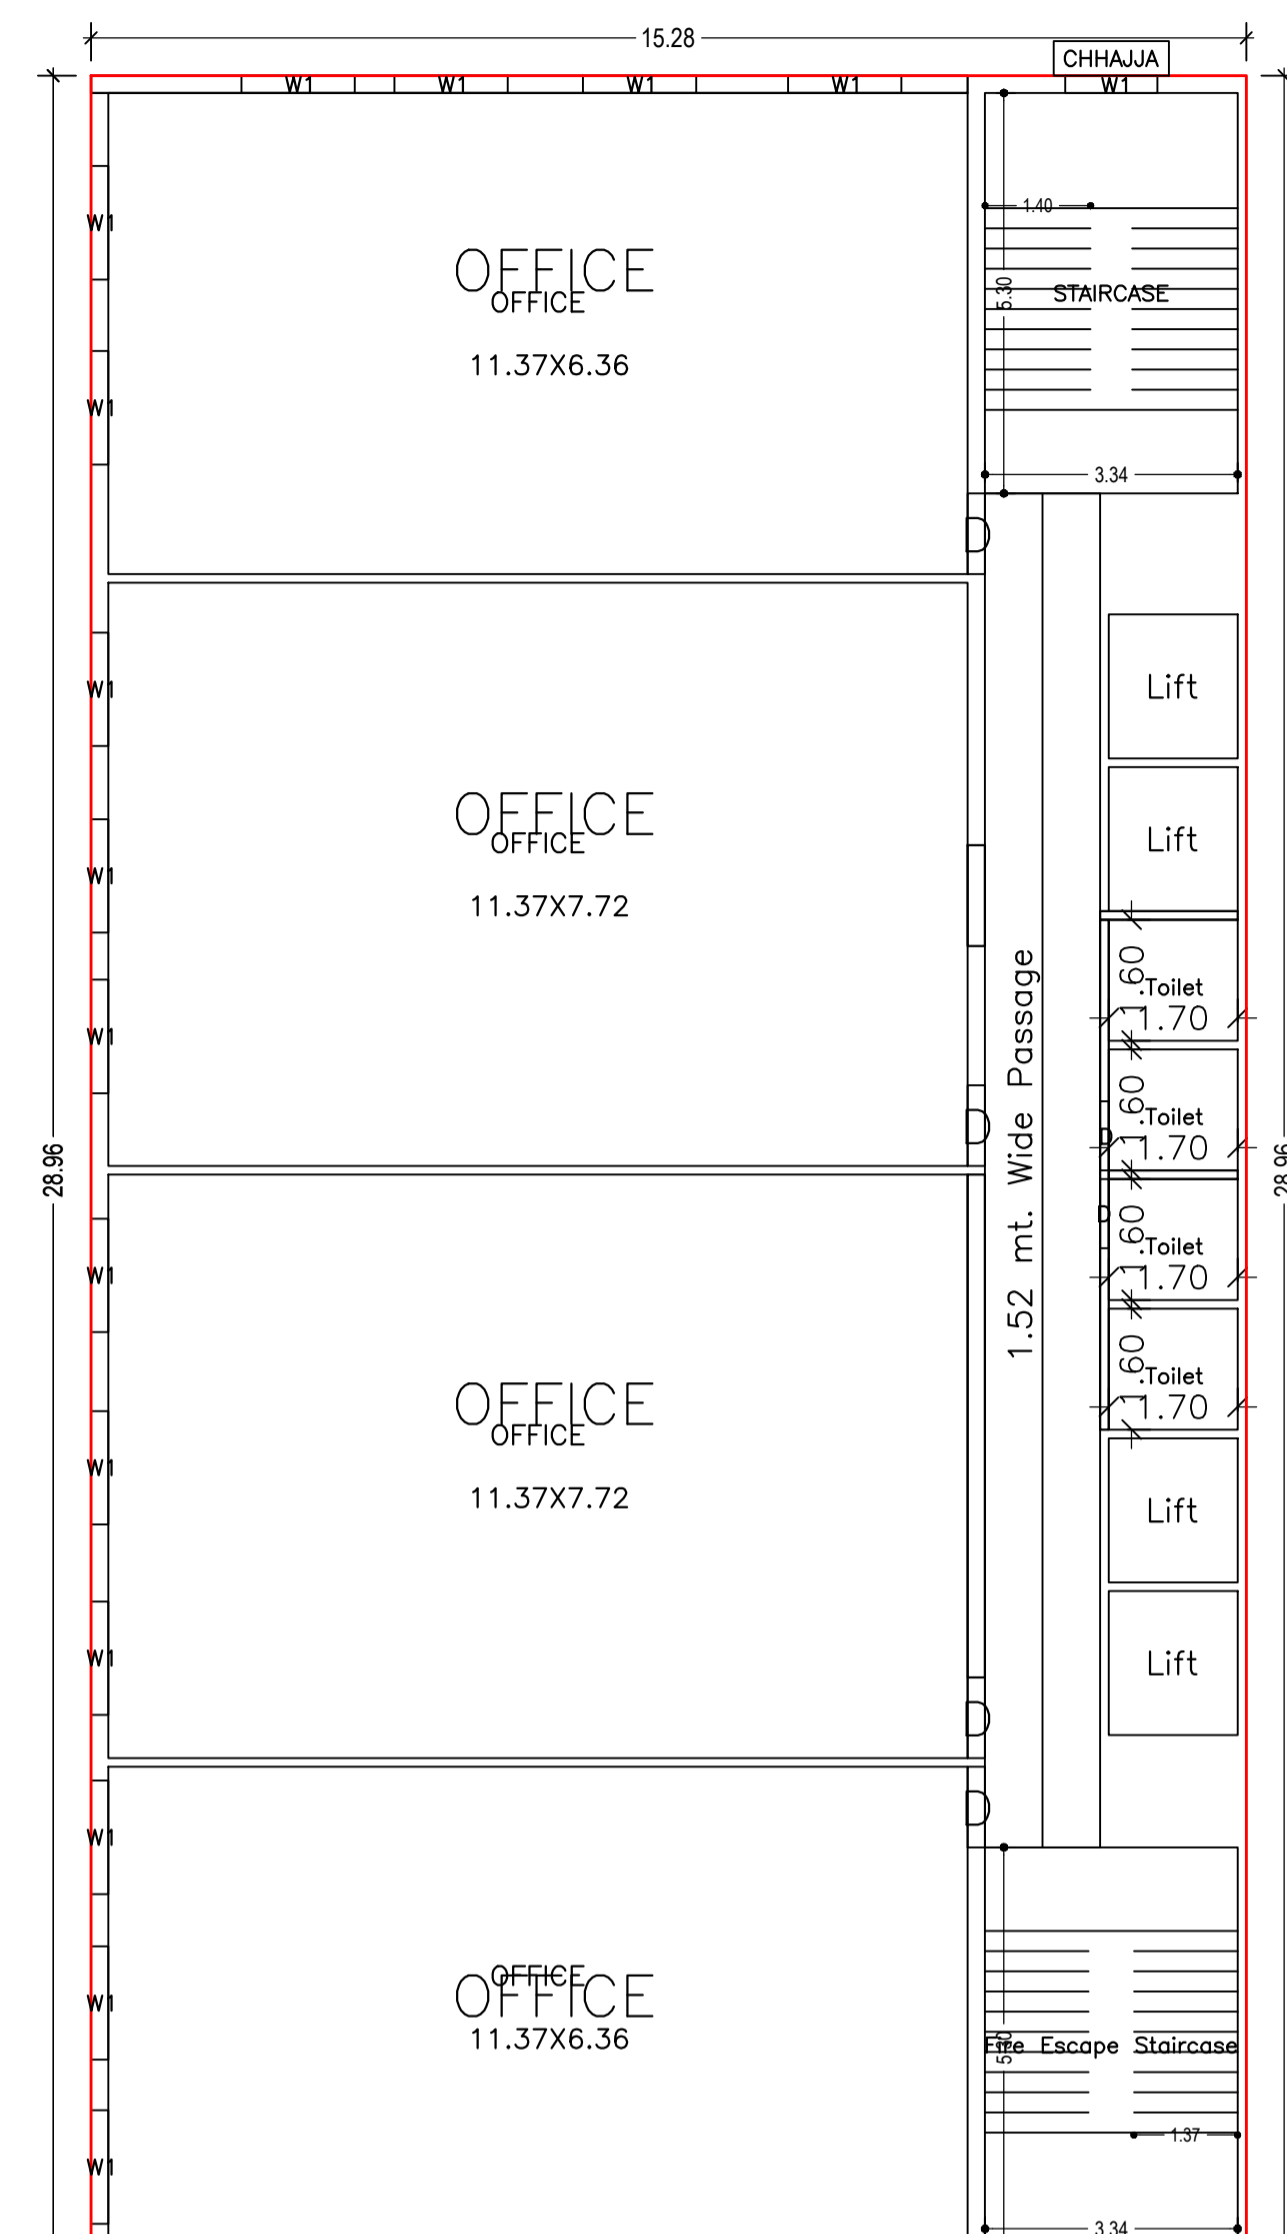 15.28
CHHAJJA
W1
W1
W1
W1
W1
W1
1.40
OFFICE
OFFICE
11.37X6.36
5.30
STAIRCASE
W1
3.34
D
Lift
W1
OFFICE
OFFICE
11.37X7.72
Lift
W1
1.60
.Toilet
1.70
W1
1.52 mt. Wide Passage
1.60
.Toilet
1.70
D
D
28.96
28.96
1.60
.Toilet
1.70
D
W1
1.60
.Toilet
1.70
OFFICE
OFFICE
11.37X7.72
W1
Lift
W1
Lift
D
D
W1
OFFICE
OFFICE
11.37X6.36
W1
5.30
Fire Escape Staircase
1.37
W1
3.34